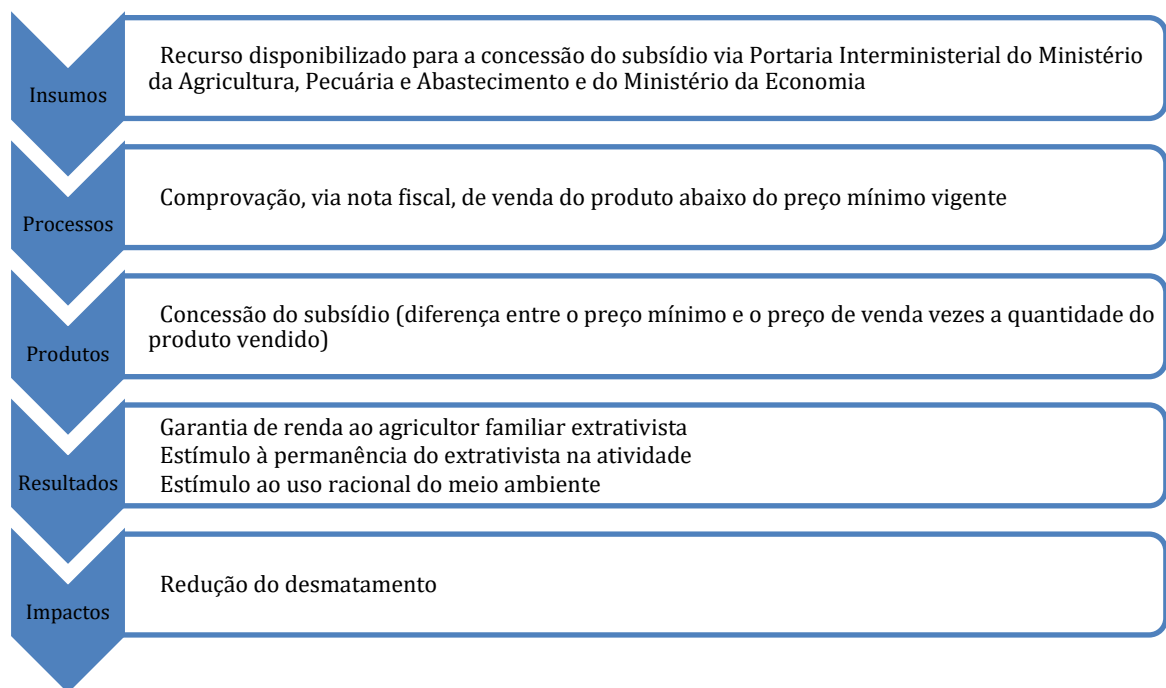 Insumos
Recurso disponibilizado para a concessão do subsídio via Portaria Interministerial do Ministério
da Agricultura, Pecuária e Abastecimento e do Ministério da Economia
Processos
Comprovação, via nota fiscal, de venda do produto abaixo do preço mínimo vigente
Produtos
Concessão do subsídio (diferença entre o preço mínimo e o preço de venda vezes a quantidade do
produto vendido)
Resultados
Garantia de renda ao agricultor familiar extrativista
Estímulo à permanência do extrativista na atividade
Estímulo ao uso racional do meio ambiente
Impactos
Redução do desmatamento